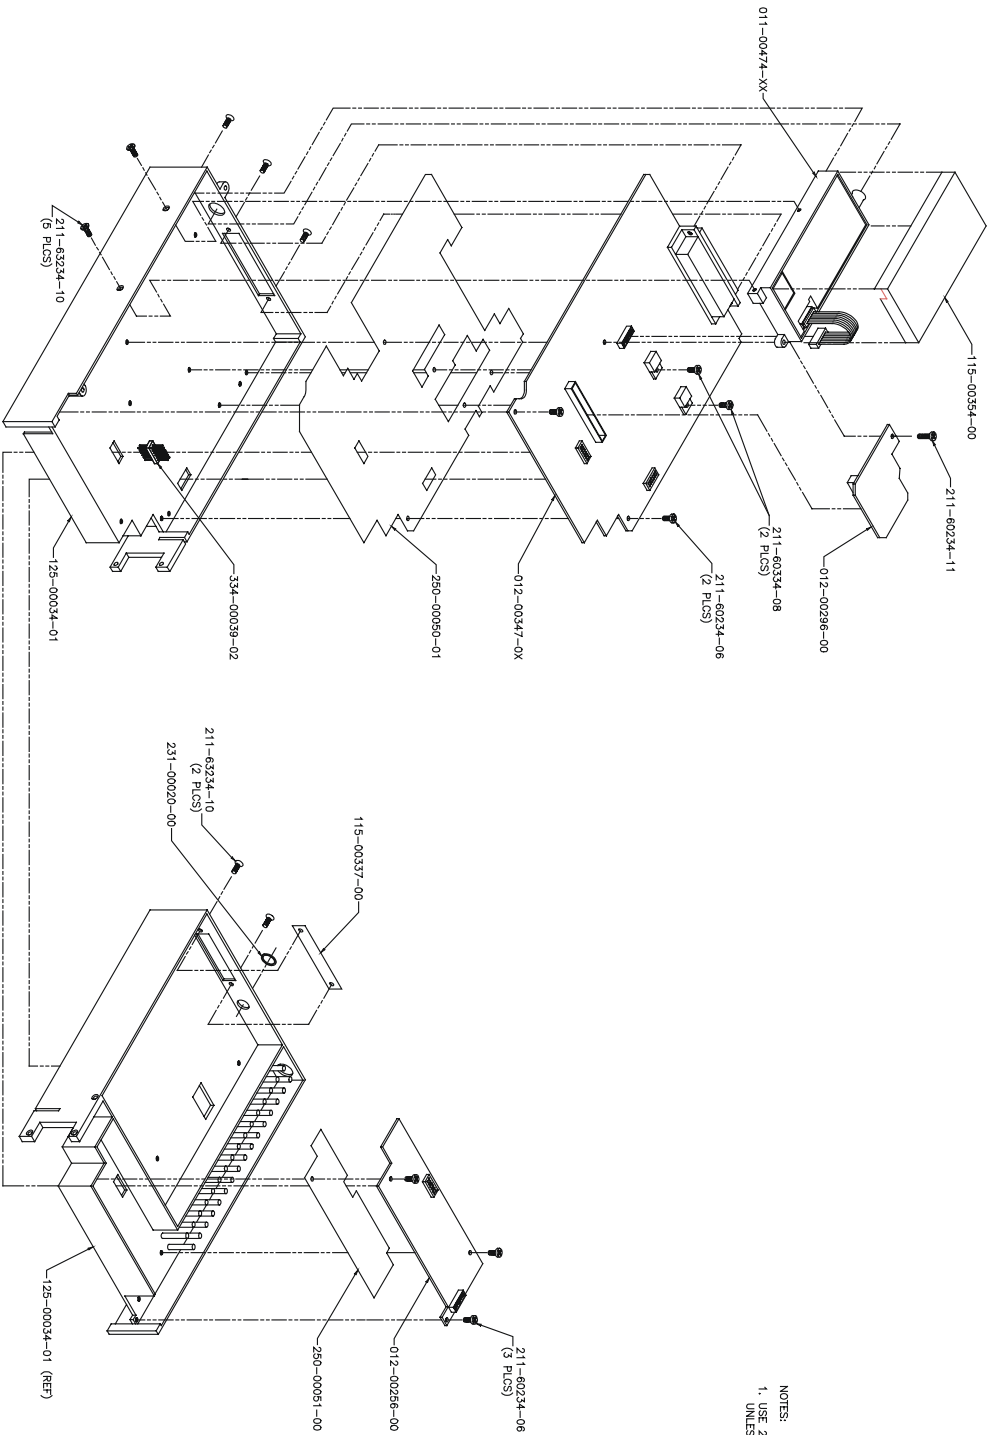 115-00354-00
211-60234-11
012-00296-00
211-60334-08
(2 PLCS)
211-60234-06
(2 PLCS)
012-00347-0X
250-00050-01
334-00039-02
125-00034-01
011-00474-XX
211-63234-10
(5 PLCS)
115-00337-00
211-63234-10
(2 PLCS)
231-00020-00
211-60234-06
(3 PLCS)
012-00256-00
250-00051-00
125-00034-01 (REF)
NOTES:
1. USE 2
UNLES